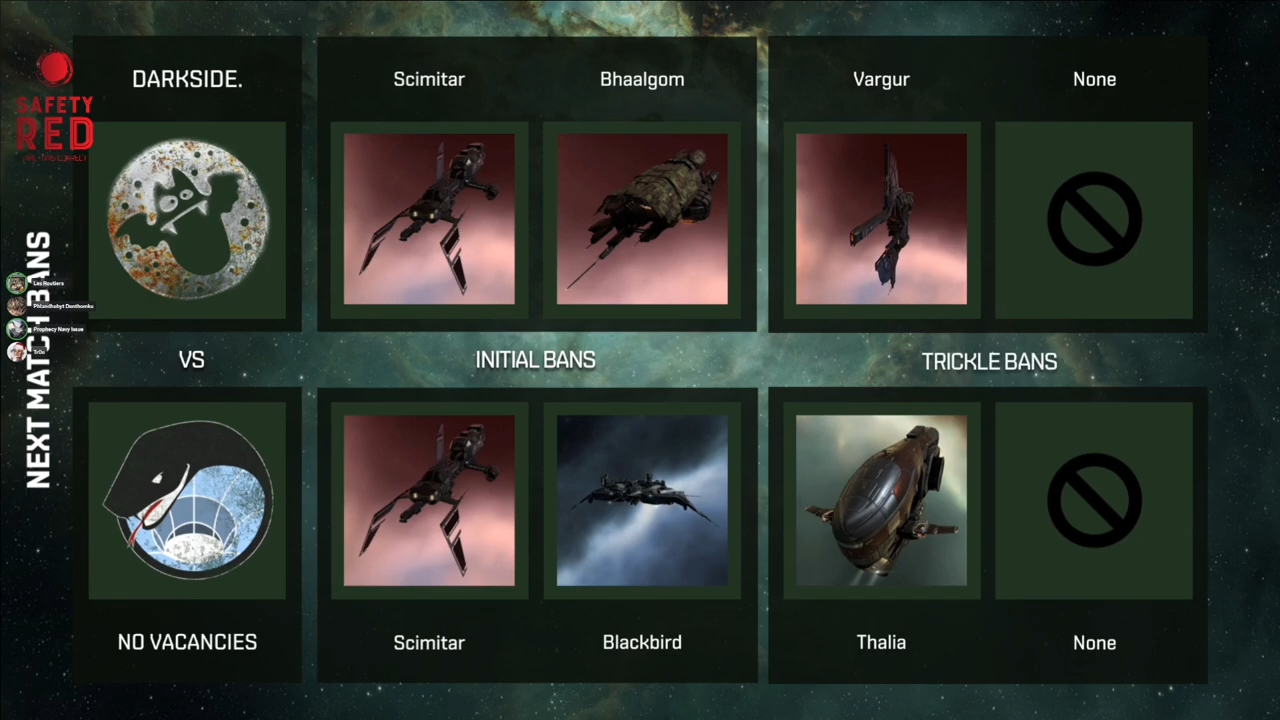 DARKSIDE.
Scimitar
Bhaalgom
Vargur
None
SAFETY
RED
NEXT MATCH BANS
Les Routiers
Prophecy Navy Issue
VS
INITIAL BANS
TRICKLE BANS
NO VACANCIES
Scimitar
Blackbird
Thalia
None